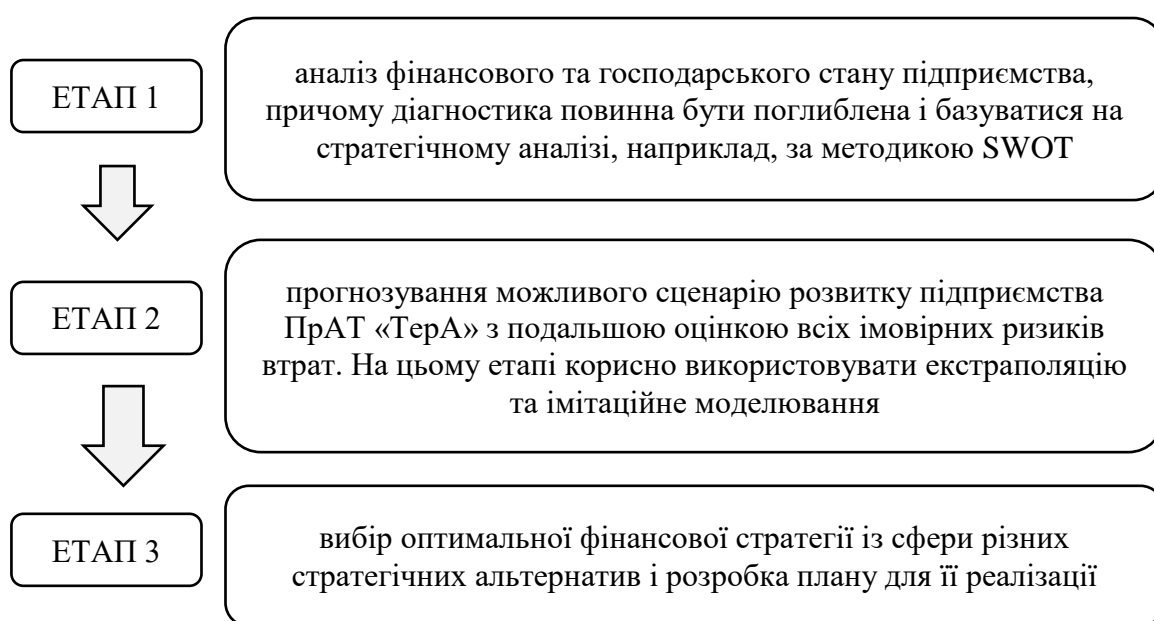 ЕТАП 1
аналіз фінансового та господарського стану підприємства,
причому діагностика повинна бути поглиблена і базуватися на
стратегічному аналізі, наприклад, за методикою SWOT
ЕТАП 2
прогнозування можливого сценарію розвитку підприємства
ПрАТ «ТерА» з подальшою оцінкою всіх імовірних ризиків
втрат. На цьому етапі корисно використовувати екстраполяцію
та імітаційне моделювання
ЕТАП 3
вибір оптимальної фінансової стратегії із сфери різних
стратегічних альтернатив і розробка плану для її реалізації